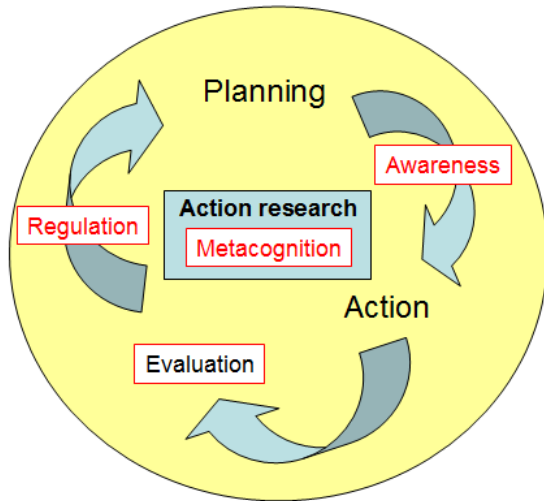 Planning
Awareness
Action research
Metacognition
Regulation
Action
Evaluation